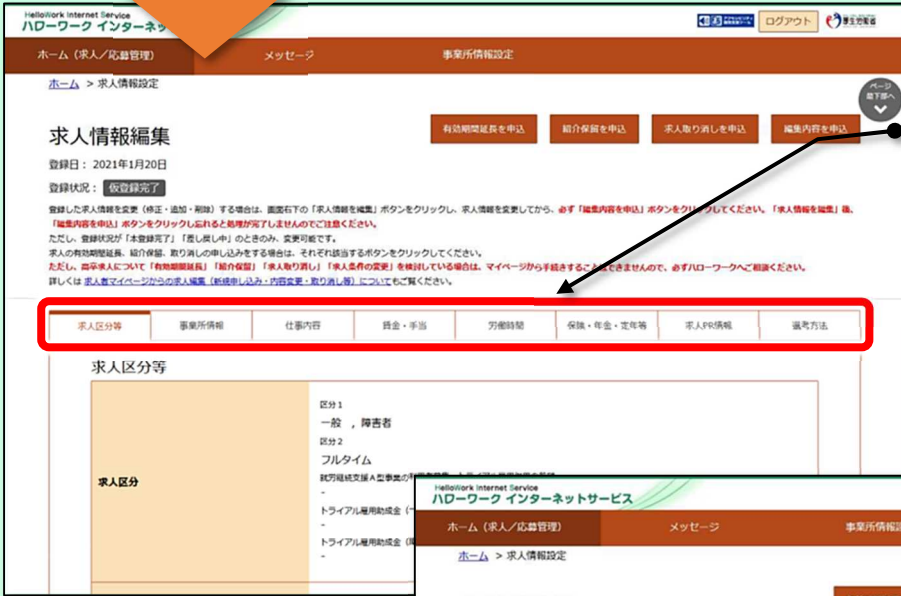 HelloWork Internet Service
ハローワーク インターネッ
ログアウト
厚生労働省
ホーム（求人／応募管理）
メッセージ
事業所情報設定
ホーム > 求人情報設定
ページ
最下部へ
求人情報編集
有効期間延長を申込
紹介保留を申込
求人取り消しを申込
編集内容を申込
登録日： 2021年1月20日
登録状況： 仮登録完了
登録した求人情報を変更（修正・追加・削除）する場合は、画面右下の「求人情報を編集」ボタンをクリックし、求人情報を変更してから、必ず「編集内容を申込」ボタンをクリックしてください。「求人情報を編集」後、
「編集内容を申込」ボタンをクリックし忘れると処理が完了しませんのでご注意ください。
ただし、登録状況が「本登録完了」「差し戻し中」のときのみ、変更可能です。
求人の有効期間延長、紹介保留、取り消しの申し込みをする場合は、それぞれ該当するボタンをクリックしてください。
ただし、高卒求人について「有効期間延長」「紹介保留」「求人取り消し」「求人条件の変更」を検討している場合は、マイページから手続きすることはできませんので、必ずハローワークへご相談ください。
詳しくは 求人者マイページからの求人編集（新規申し込み・内容変更・取り消し等）についてもご覧ください。
求人区分等
事業所情報
仕事内容
賃金・手当
労働時間
保険・年金・定年等
求人PR情報
選考方法
求人区分等
求人区分
区分1
一般 ，障害者
区分2
フルタイム
就労継続支援Ａ型事業の
-
トライアル雇用助成金（
-
トライアル雇用助成金（
-
HelloWork Internet Service
ハローワーク インターネットサービス
ホーム（求人／応募管理）
メッセージ
事業所情報
ホーム > 求人情報設定